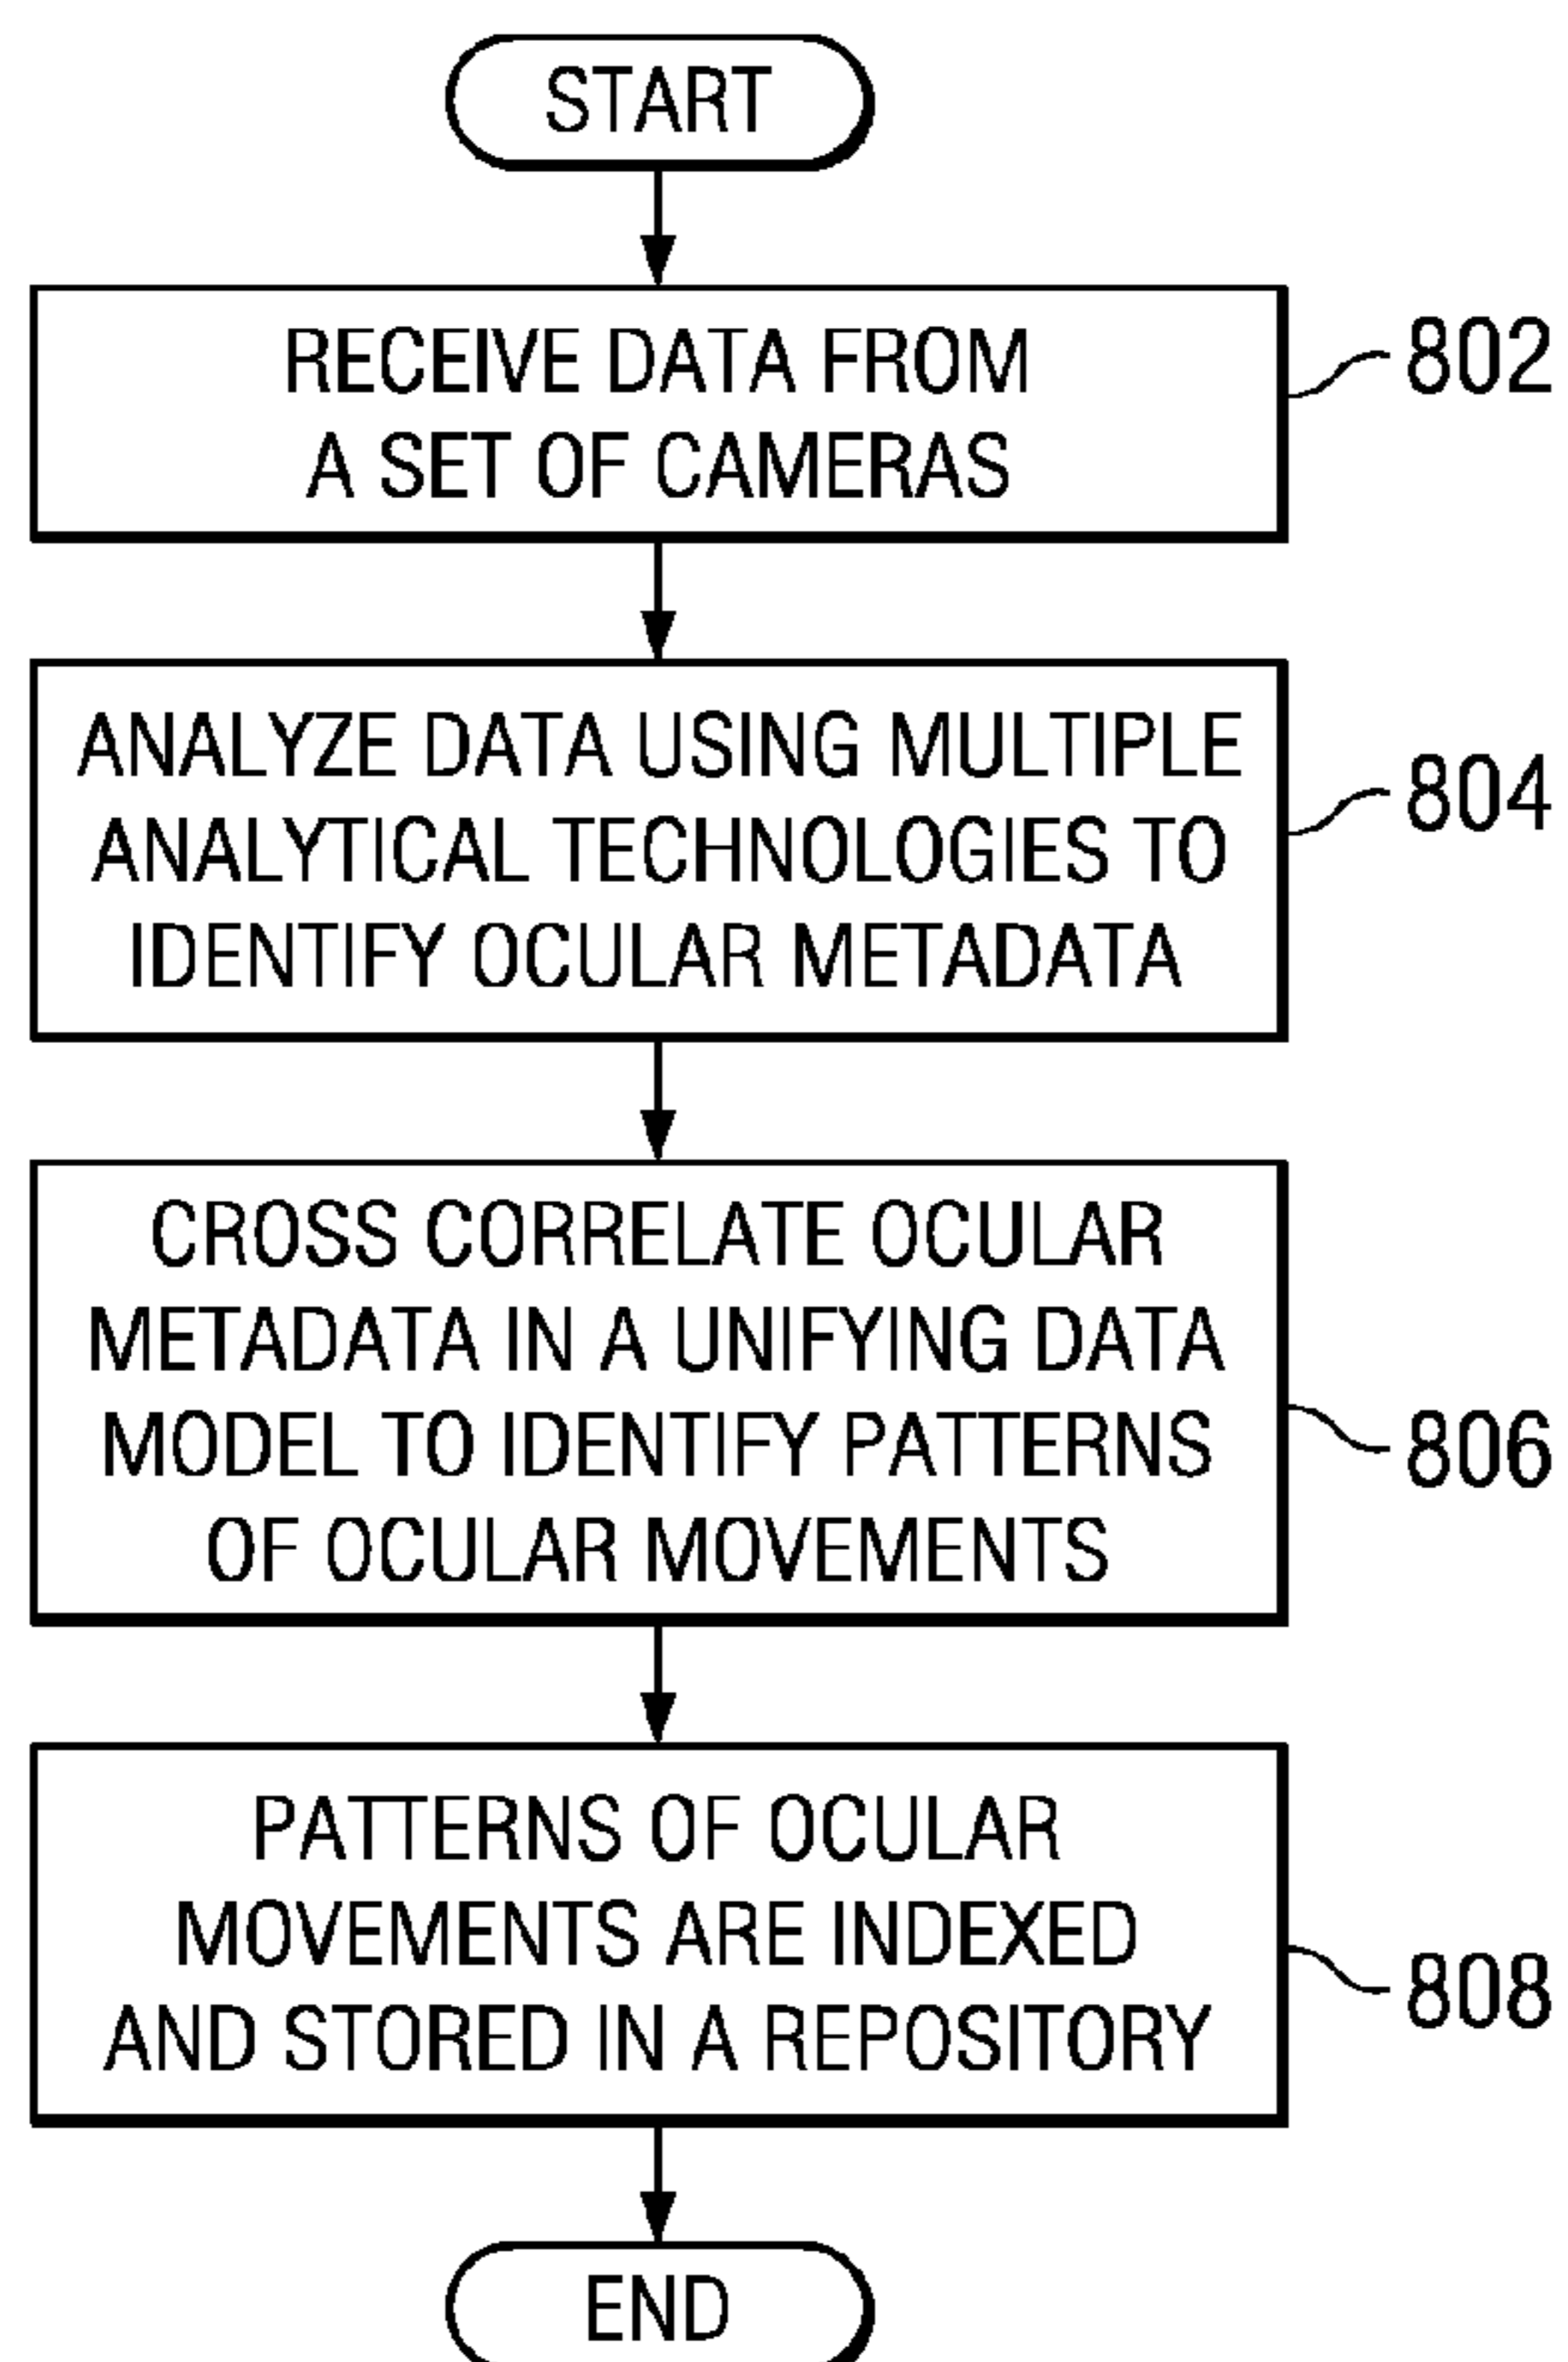 START
RECEIVE DATA FROM
A SET OF CAMERAS
802
ANALYZE DATA USING MULTIPLE
ANALYTICAL TECHNOLOGIES TO
IDENTIFY OCULAR METADATA
804
CROSS CORRELATE OCULAR
METADATA IN A UNIFYING DATA
MODEL TO IDENTIFY PATTERNS
OF OCULAR MOVEMENTS
806
PATTERNS OF OCULAR
MOVEMENTS ARE INDEXED
AND STORED IN A REPOSITORY
808
END